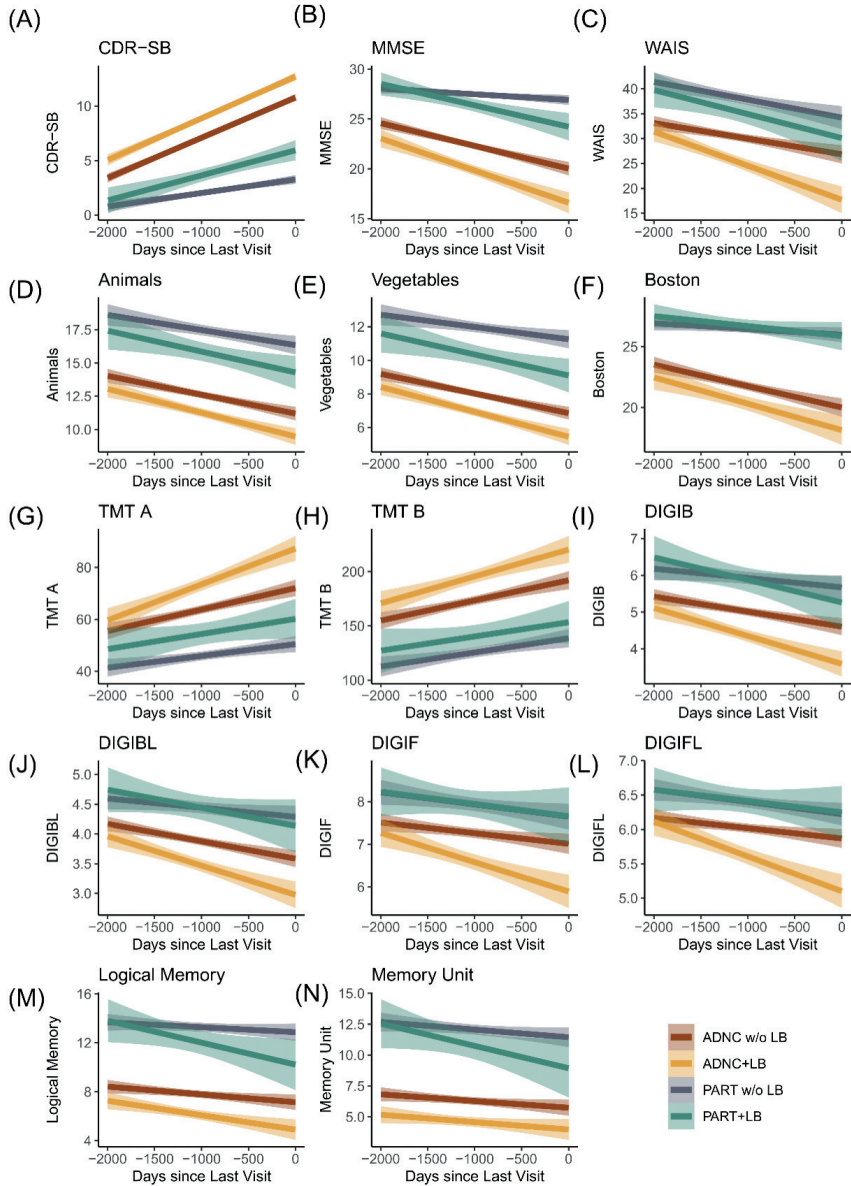 (A)
CDR−SB
CDR−SB
10
5
0
−2000 −1500 −1000 −500 0
Days since Last Visit
(B)
MMSE
MMSE
30
25
20
15
−2000 −1500 −1000 −500 0
Days since Last Visit
(C)
WAIS
WAIS
40
35
30
25
20
15
−2000 −1500 −1000 −500 0
Days since Last Visit
(D)
Animals
Animals
17.5
15.0
12.5
10.0
−2000 −1500 −1000 −500 0
Days since Last Visit
(E)
Vegetables
Vegetables
12
10
8
6
−2000 −1500 −1000 −500 0
Days since Last Visit
(F)
Boston
Boston
25
20
−2000 −1500 −1000 −500 0
Days since Last Visit
(G)
TMT A
TMT A
80
60
40
−2000 −1500 −1000 −500 0
Days since Last Visit
(H)
TMT B
TMT B
200
150
100
−2000 −1500 −1000 −500 0
Days since Last Visit
(I)
DIGIB
DIGIB
7
6
5
4
−2000 −1500 −1000 −500 0
Days since Last Visit
(J)
DIGIBL
DIGIBL
5.0
4.5
4.0
3.5
3.0
−2000 −1500 −1000 −500 0
Days since Last Visit
(K)
DIGIF
DIGIF
8
7
6
−2000 −1500 −1000 −500 0
Days since Last Visit
(L)
DIGIFL
DIGIFL
7.0
6.5
6.0
5.5
5.0
−2000 −1500 −1000 −500 0
Days since Last Visit
(M)
Logical Memory
Logical Memory
16
12
8
4
−2000 −1500 −1000 −500 0
Days since Last Visit
(N)
Memory Unit
Memory Unit
15.0
12.5
10.0
7.5
5.0
−2000 −1500 −1000 −500 0
Days since Last Visit
ADNC w/o LB
ADNC+LB
PART w/o LB
PART+LB